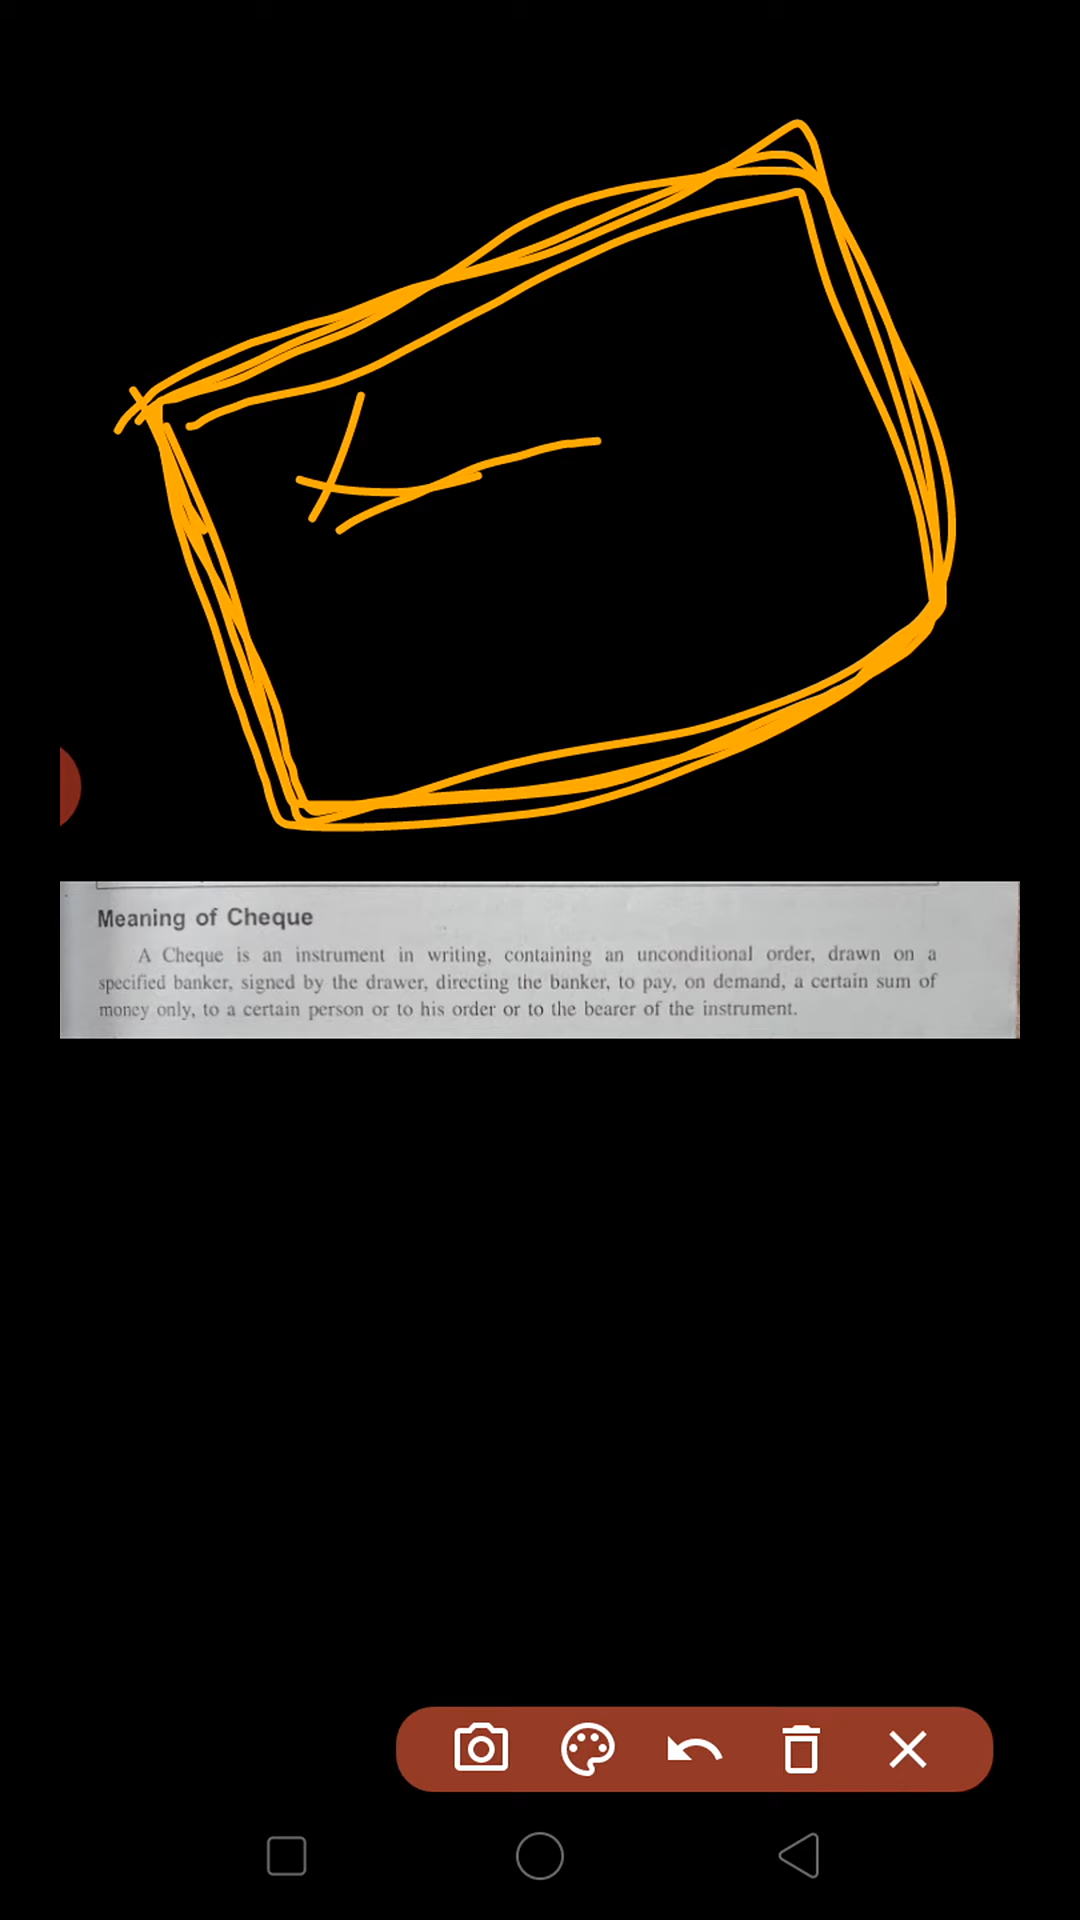 Meaning of Cheque
A Cheque is an instrument in writing, containing an unconditional order, drawn on a
specified banker, signed by the drawer, directing the banker, to pay, on demand, a certain sum of
money only, to a certain person or to his order or to the bearer of the instrument.